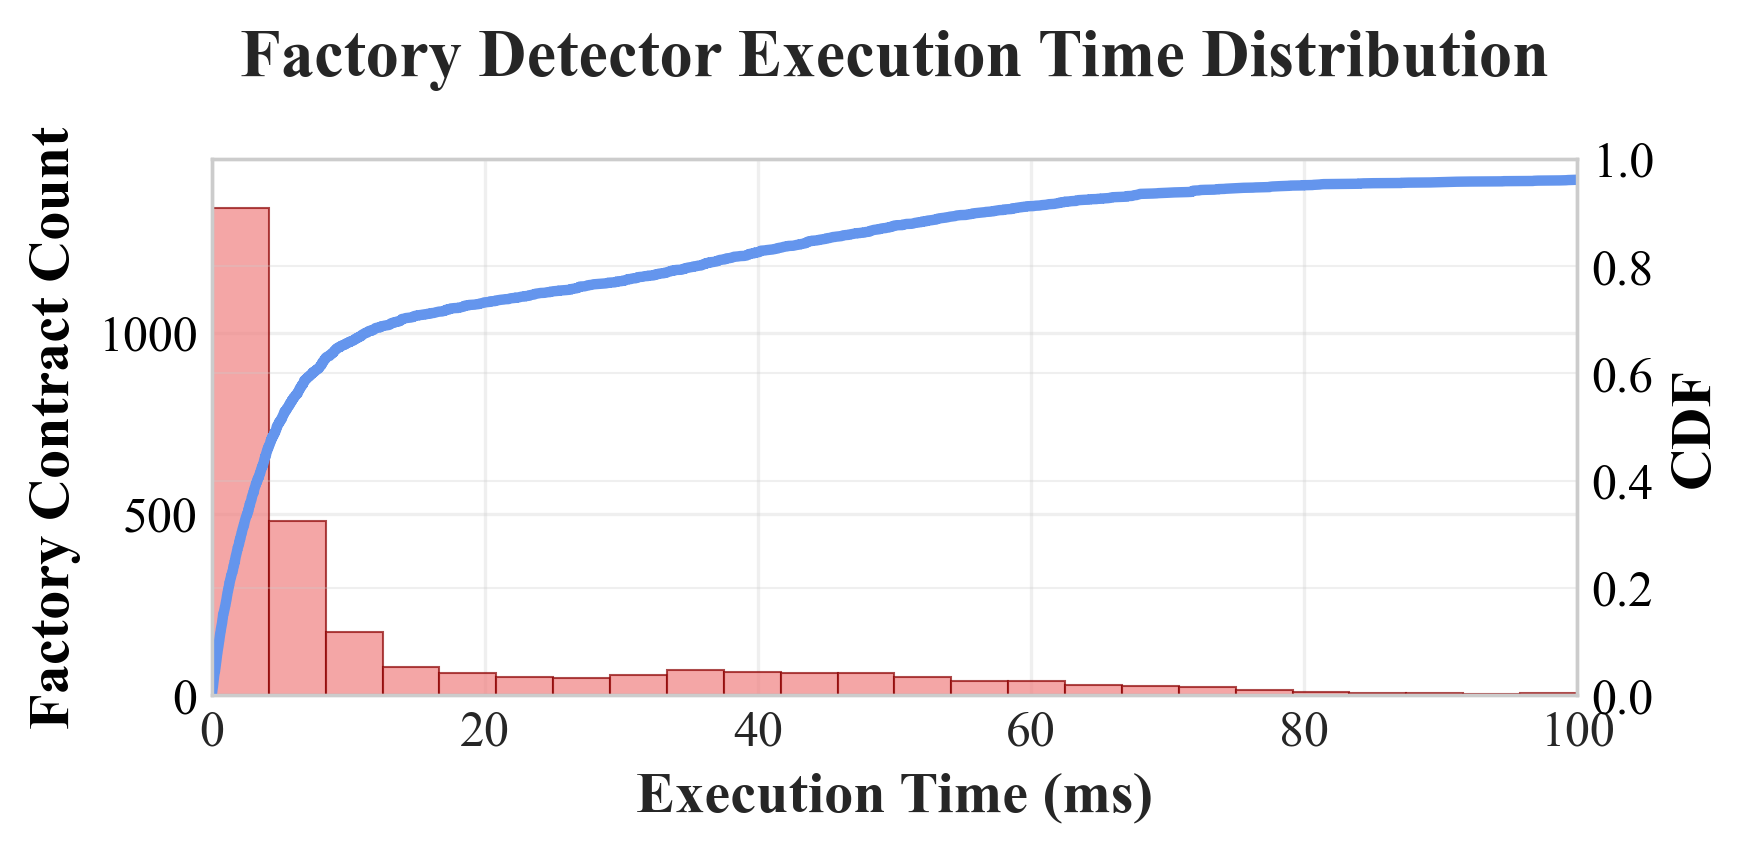 Factory Detector Execution Time Distribution
Factory Contract Count
1000
500
0
1.0
0.8
0.6
0.4
0.2
0.0
CDF
0 20 40 60 80 100
Execution Time (ms)